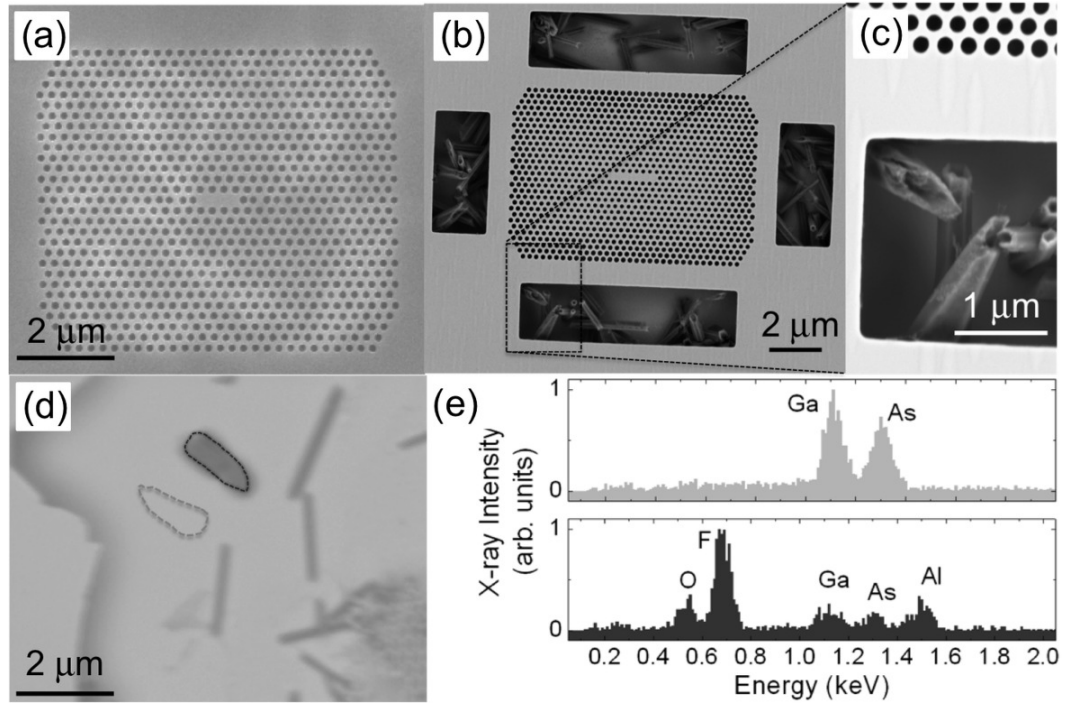 (a)
2 μm
(b)
2 μm
(c)
1 μm
(d)
2 μm
(e)
X-ray Intensity
(arb. units)
1
Ga
As
0
1
F
O
Ga
As
Al
0
0.2 0.4 0.6 0.8 1.0 1.2 1.4 1.6 1.8 2.0
Energy (keV)